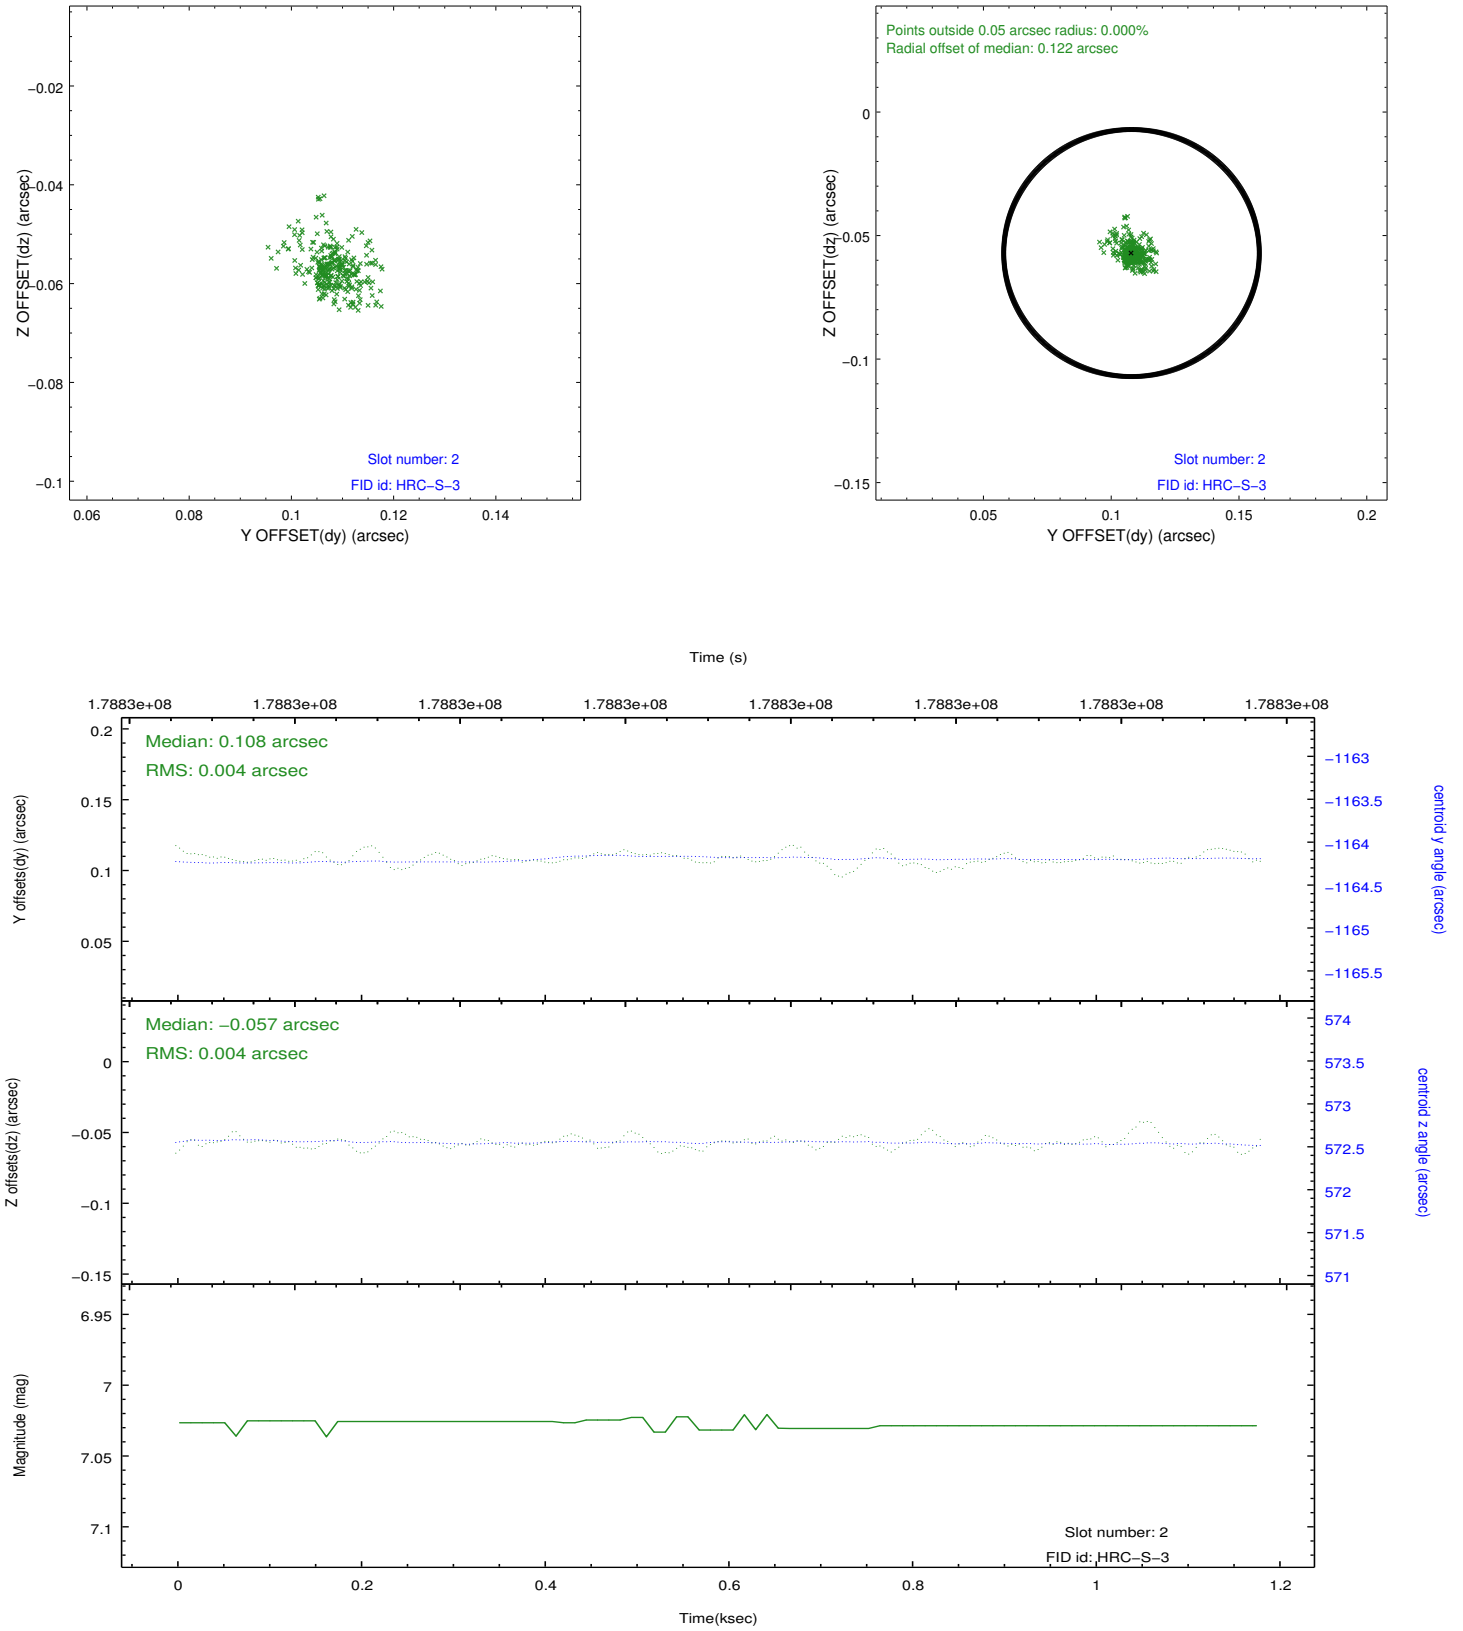 Points outside 0.05 arcsec radius: 0.000%
Radial offset of median: 0.122 arcsec
−0.02
−0.04
−0.06
−0.08
−0.1
Z OFFSET(dz) (arcsec)
Slot number: 2
FID id: HRC−S−3
0.06 0.08 0.1 0.12 0.14
Y OFFSET(dy) (arcsec)
0
−0.05
−0.1
−0.15
Z OFFSET(dz) (arcsec)
Slot number: 2
FID id: HRC−S−3
0.05 0.1 0.15 0.2
Y OFFSET(dy) (arcsec)
Time (s)
1.7883e+08 1.7883e+08 1.7883e+08 1.7883e+08 1.7883e+08 1.7883e+08 1.7883e+08 1.7883e+08
Median: 0.108 arcsec
RMS: 0.004 arcsec
0.2
0.15
0.1
0.05
Y offsets(dy) (arcsec)
−1163
−1163.5
−1164
−1164.5
−1165
−1165.5
centroid y angle (arcsec)
Median: −0.057 arcsec
RMS: 0.004 arcsec
0
−0.05
−0.1
−0.15
Z offsets(dz) (arcsec)
574
573.5
573
572.5
572
571.5
571
centroid z angle (arcsec)
6.95
7
7.05
7.1
Magnitude (mag)
Slot number: 2
FID id: HRC−S−3
0 0.2 0.4 0.6 0.8 1 1.2
Time(ksec)